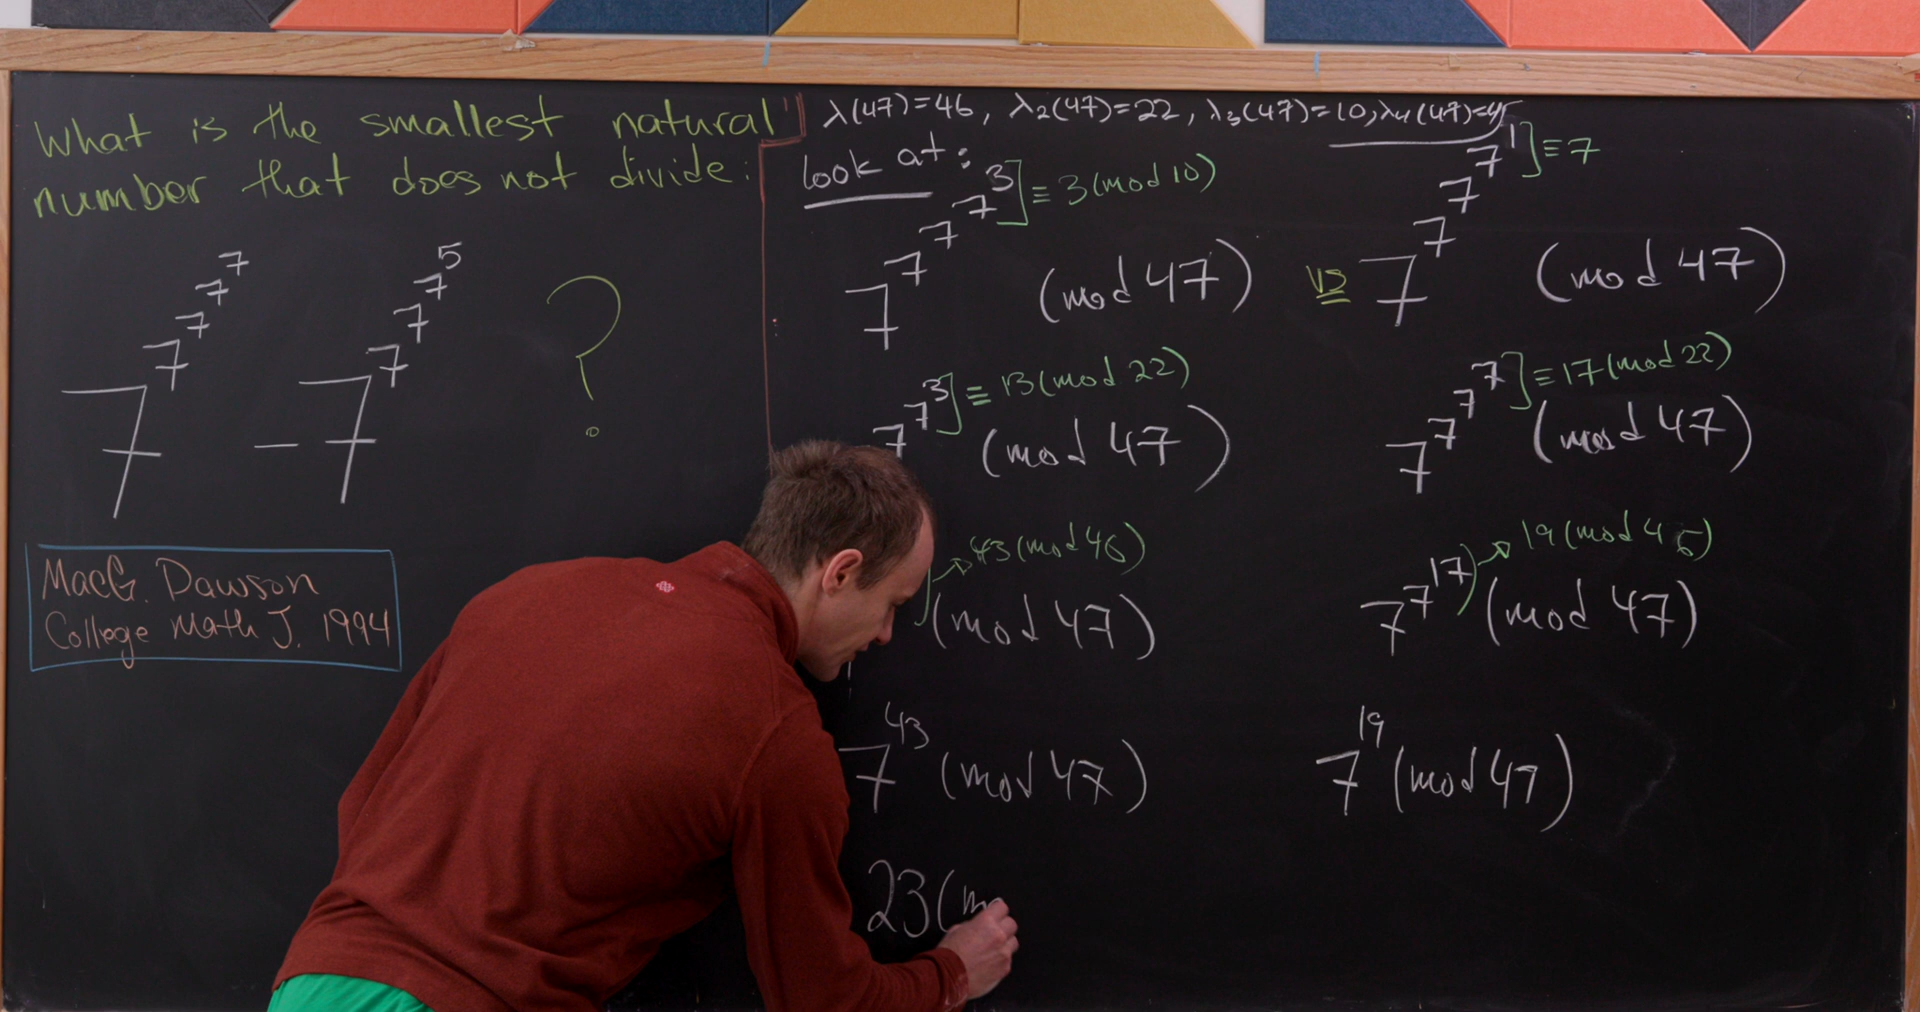 What is the smallest natural
number that does not divide:
7^7^7^7^7 - 7^7^7^7^5 ?
MacG. Dawson
College Math J. 1994
λ(47)=46, λ₂(47)=22, λ₃(47)=10, λ₄(47)=4
look at:
7^7^7^7^3] ≡ 3 (mod 10)
(mod 47)
vs
7^7^7^7^7^1] ≡ 7
(mod 47)
7^7^3] ≡ 13 (mod 22)
(mod 47)
7^7^7^7] ≡ 17 (mod 22)
(mod 47)
→ 43 (mod 46)
(mod 47)
7^7^17) → 19 (mod 46)
(mod 47)
7^43 (mod 47)
7^19 (mod 47)
23 (m